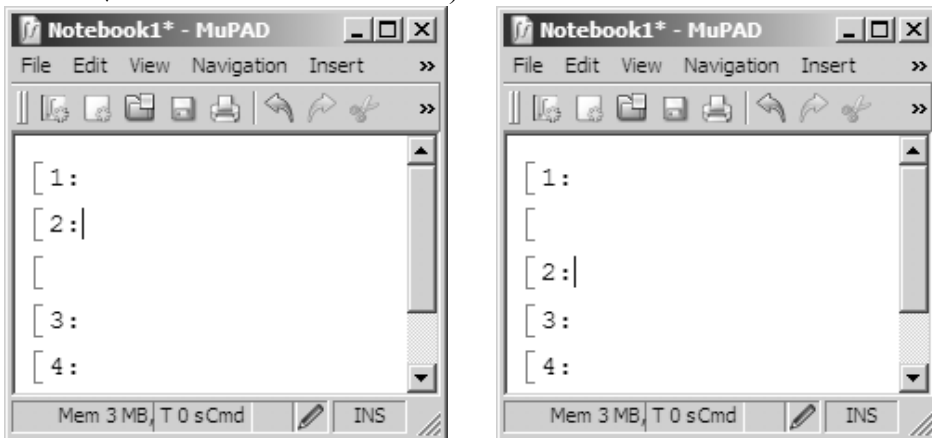 Notebook1* - MuPAD
File Edit View Navigation Insert »
»
1:
2:
3:
4:
Mem 3 MB, T 0 s Cmd INS
Notebook1* - MuPAD
File Edit View Navigation Insert »
»
1:
2:
3:
4:
Mem 3 MB, T 0 s Cmd INS